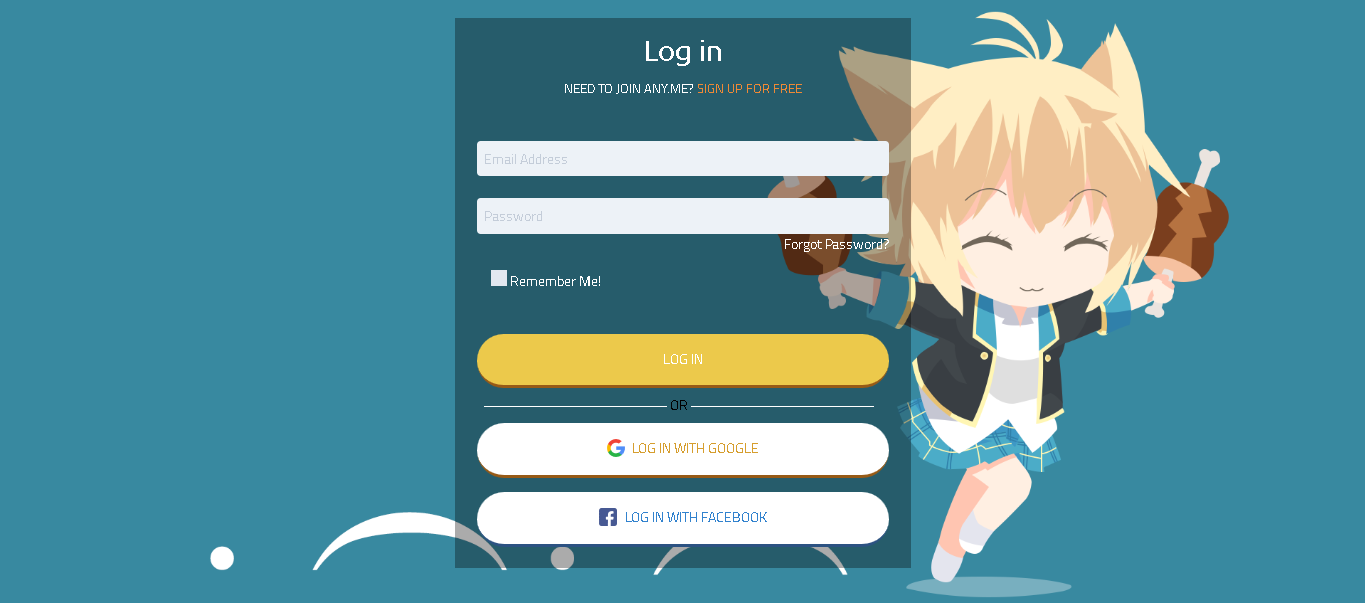 Log in
NEED TO JOIN ANY.ME? SIGN UP FOR FREE
Email Address
Password
Forgot Password?
Remember Me!
LOG IN
OR
LOG IN WITH GOOGLE
LOG IN WITH FACEBOOK